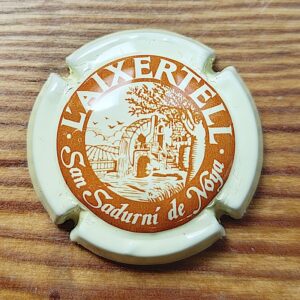 · L'AIXERTELL ·
San Sadurní de Noya